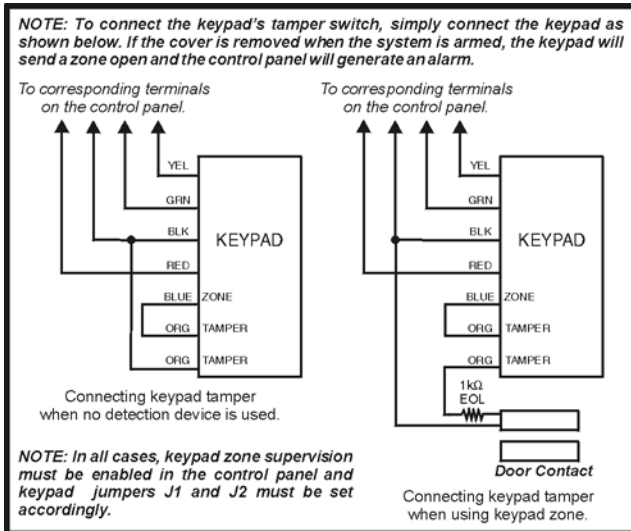 NOTE: To connect the keypad's tamper switch, simply connect the keypad as
shown below. If the cover is removed when the system is armed, the keypad will
send a zone open and the control panel will generate an alarm.
To corresponding terminals
on the control panel.
YEL
GRN
BLK
KEYPAD
RED
BLUE ZONE
ORG TAMPER
ORG TAMPER
Connecting keypad tamper
when no detection device is used.
NOTE: In all cases, keypad zone supervision
must be enabled in the control panel and
keypad jumpers J1 and J2 must be set
accordingly.
To corresponding terminals
on the control panel.
YEL
GRN
BLK
KEYPAD
RED
BLUE ZONE
ORG TAMPER
ORG TAMPER
1kΩ
EOL
Door Contact
Connecting keypad tamper
when using keypad zone.